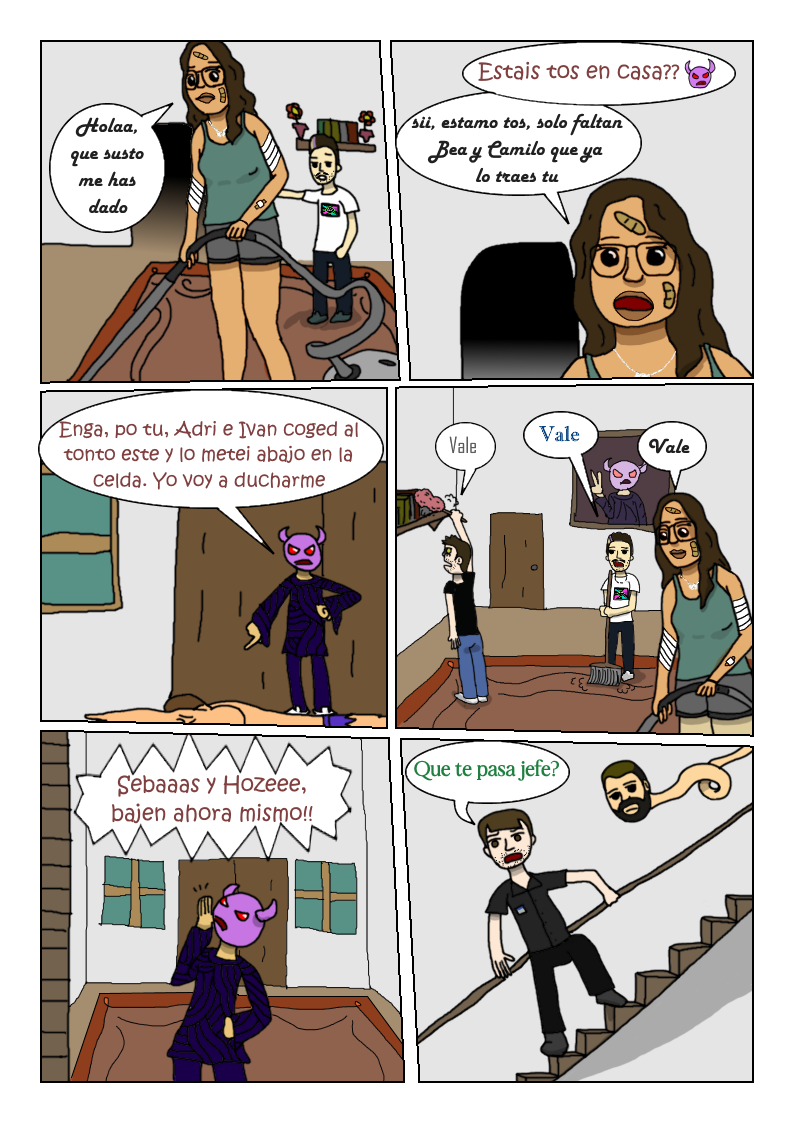 Holaa,
que susto
me has
dado
Estais tos en casa??
sii, estamo tos, solo faltan
Bea y Camilo que ya
lo traes tu
Enga, po tu, Adri e Ivan coged al
tonto este y lo metei abajo en la
celda. Yo voy a ducharme
Vale
Vale
Vale
Sebaaas y Hozeee,
bajen ahora mismo!!
Que te pasa jefe?